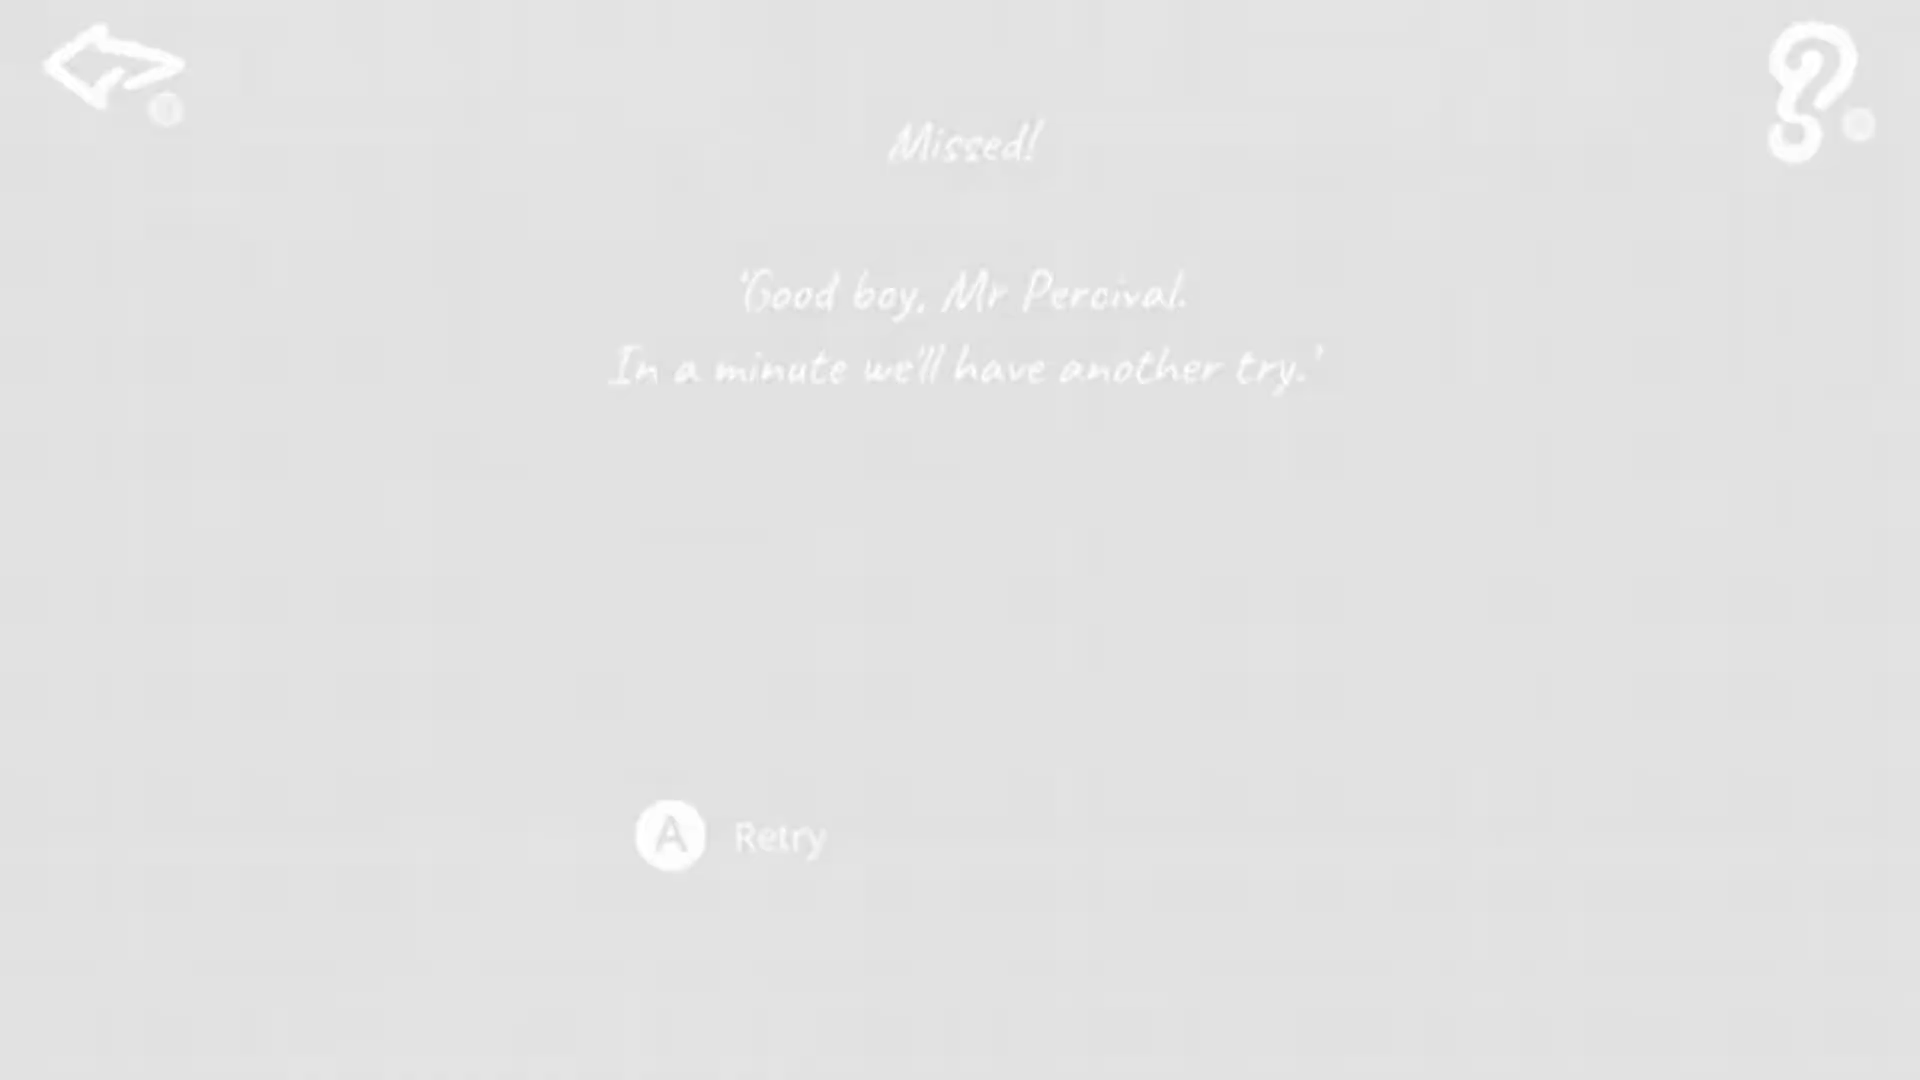 Missed!
'Good boy, Mr Percival.
In a minute we'll have another try.'
A Retry